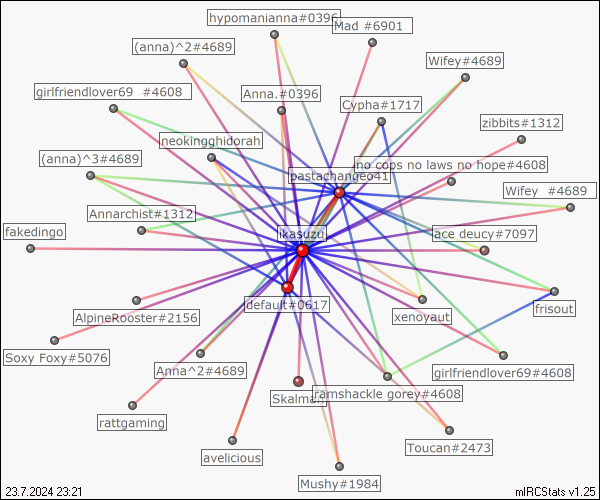 hypomanianna#0396
Mad #6901
(anna)^2#4689
Wifey#4689
girlfriendlover69 #4608
Anna.#0396
Cypha#1717
zibbits#1312
neokingghidorah
(anna)^3#4689
no cops no laws no hope#4608
pastachangeo41
Wifey #4689
Annarchist#1312
fakedingo
ikasuzu
ace deucy#7097
default#0617
frisout
AlpineRooster#2156
xenoyaut
Soxy Foxy#5076
Anna^2#4689
girlfriendlover69#4608
Skalman
ramshackle gorey#4608
rattgaming
Toucan#2473
avelicious
Mushy#1984
23.7.2024 23:21
mIRCStats v1.25